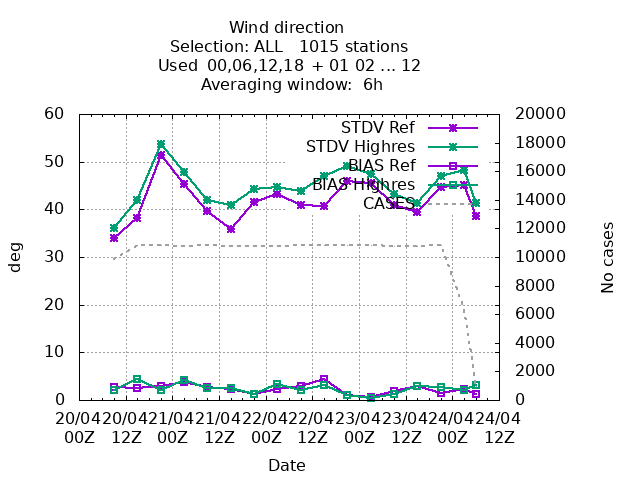 Wind direction
Selection: ALL   1015 stations
Used  00,06,12,18 + 01 02 ... 12
Averaging window:  6h
60
50
40
30
20
10
0
20000
18000
16000
14000
12000
10000
8000
6000
4000
2000
0
STDV Ref
STDV Highres
BIAS Ref
BIAS Highres
CASES
deg
No cases
20/04 20/04 21/04 21/04 22/04 22/04 23/04 23/04 24/04 24/04
00Z 12Z 00Z 12Z 00Z 12Z 00Z 12Z 00Z 12Z
Date